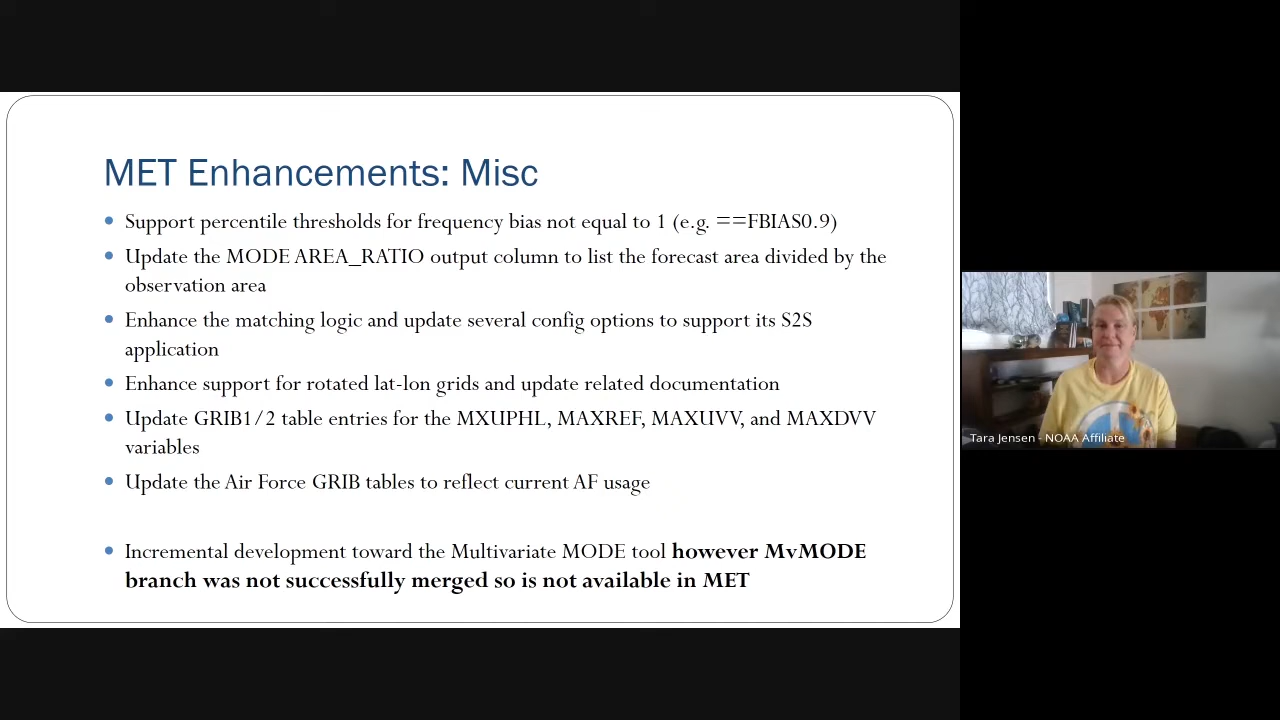 MET Enhancements: Misc
Support percentile thresholds for frequency bias not equal to 1 (e.g. ==FBIAS0.9)
Update the MODE AREA_RATIO output column to list the forecast area divided by the
observation area
Enhance the matching logic and update several config options to support its S2S
application
Enhance support for rotated lat-lon grids and update related documentation
Update GRIB1/2 table entries for the MXUPHL, MAXREF, MAXUVV, and MAXDVV
variables
Update the Air Force GRIB tables to reflect current AF usage
Incremental development toward the Multivariate MODE tool however MvMODE
branch was not successfully merged so is not available in MET
Tara Jensen - NOAA Affiliate